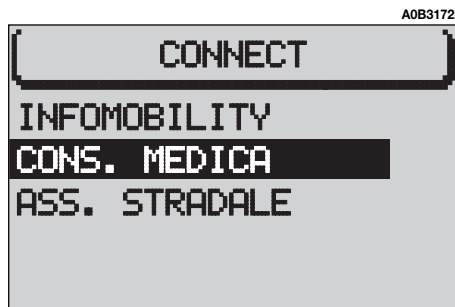 A0B3172
CONNECT
INFOMOBILITY
CONS. MEDICA
ASS. STRADALE